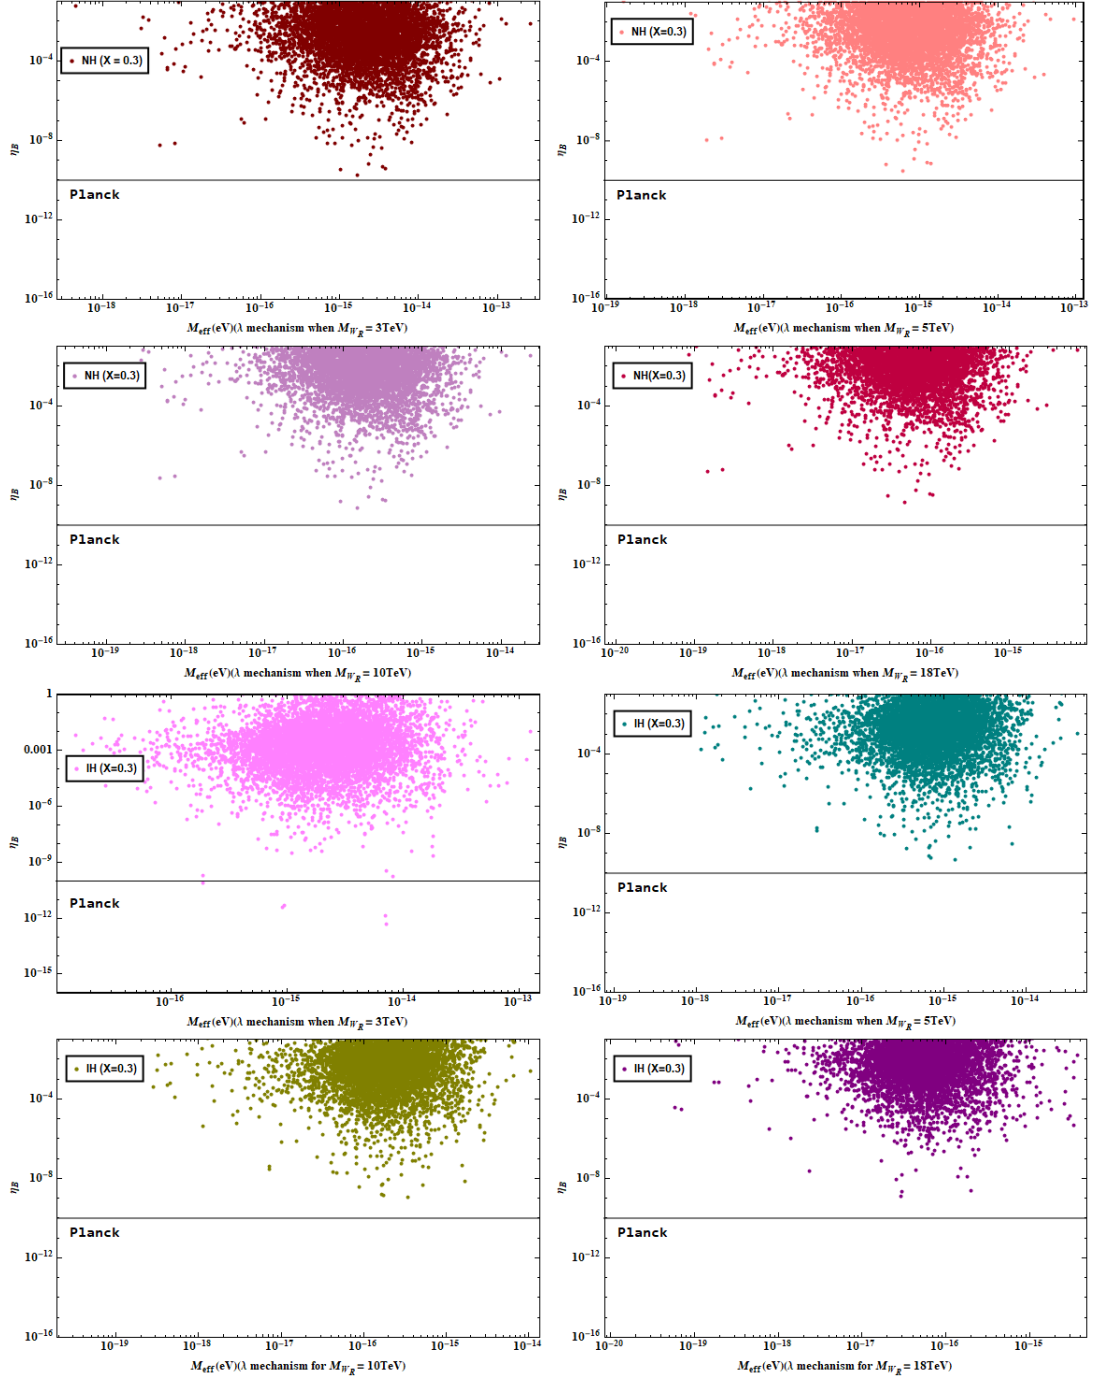 NH (X = 0.3)
10^−4
10^−8
η_B
Planck
10^−12
10^−16
10^−18 10^−17 10^−16 10^−15 10^−14 10^−13
M_eff(eV)(λ mechanism when M_W_R = 3TeV)
NH (X=0.3)
10^−4
10^−8
η_B
Planck
10^−12
10^−16
10^−19 10^−18 10^−17 10^−16 10^−15 10^−14 10^−13
M_eff(eV)(λ mechanism when M_W_R = 5TeV)
NH (X=0.3)
10^−4
10^−8
η_B
Planck
10^−12
10^−16
10^−19 10^−18 10^−17 10^−16 10^−15 10^−14
M_eff(eV)(λ mechanism when M_W_R = 10TeV)
NH(X=0.3)
10^−4
10^−8
η_B
Planck
10^−12
10^−16
10^−20 10^−19 10^−18 10^−17 10^−16 10^−15
M_eff(eV)(λ mechanism when M_W_R = 18TeV)
1
0.001
IH (X=0.3)
10^−6
η_B
10^−9
Planck
10^−12
10^−15
10^−16 10^−15 10^−14 10^−13
M_eff(eV)(λ mechanism when M_W_R = 3TeV)
IH (X=0.3)
10^−4
10^−8
η_B
Planck
10^−12
10^−16
10^−19 10^−18 10^−17 10^−16 10^−15 10^−14
M_eff(eV)(λ mechanism when M_W_R = 5TeV)
IH (X=0.3)
10^−4
10^−8
η_B
Planck
10^−12
10^−16
10^−19 10^−18 10^−17 10^−16 10^−15 10^−14
M_eff(eV)(λ mechanism for M_W_R = 10TeV)
IH (X=0.3)
10^−4
10^−8
η_B
Planck
10^−12
10^−16
10^−20 10^−19 10^−18 10^−17 10^−16 10^−15
M_eff(eV)(λ mechanism for M_W_R = 18TeV)